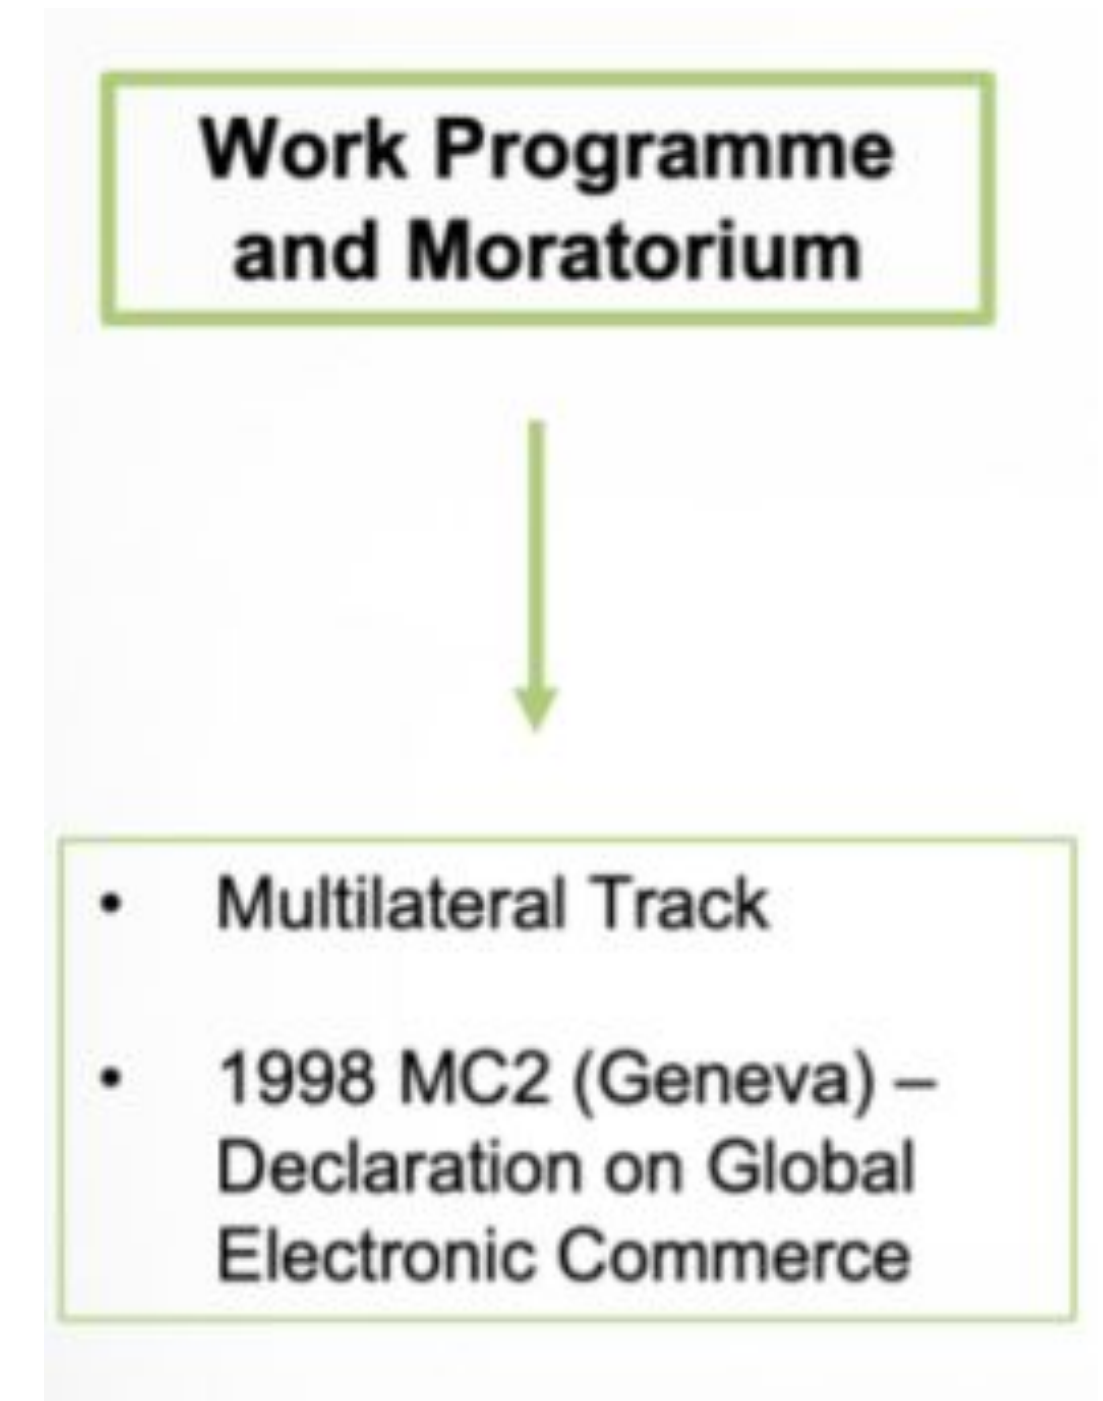 Work Programme
and Moratorium
• Multilateral Track
• 1998 MC2 (Geneva) –
Declaration on Global
Electronic Commerce